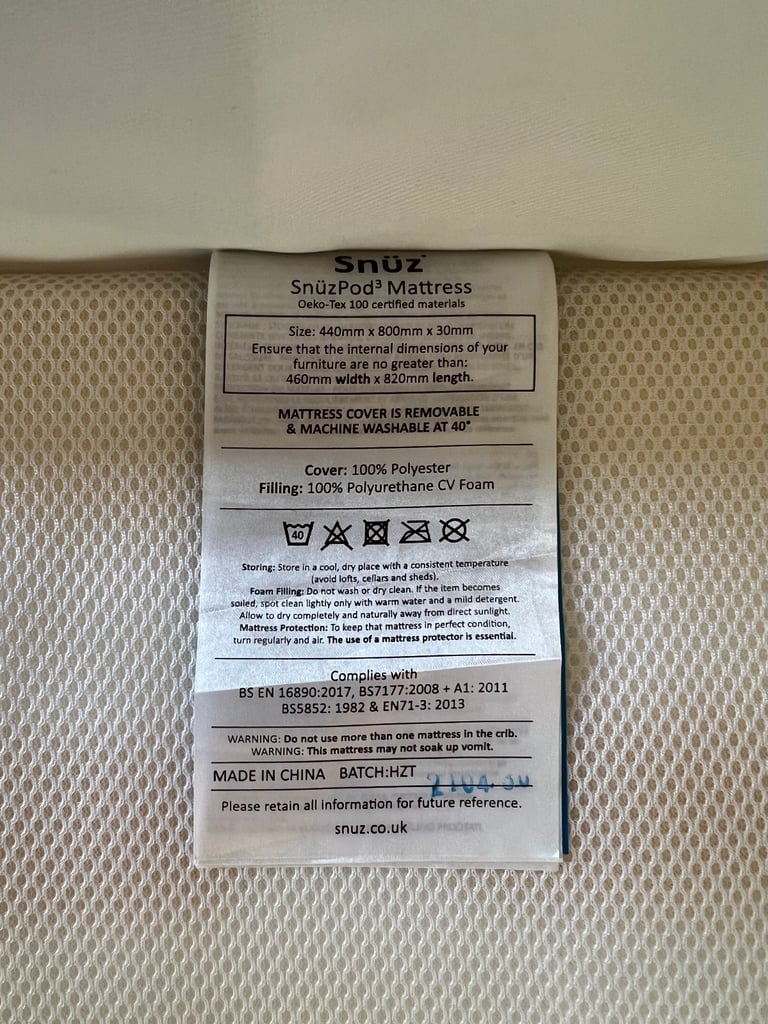 Snüz
SnüzPod³ Mattress
Oeko-Tex 100 certified materials
Size: 440mm x 800mm x 30mm
Ensure that the internal dimensions of your
furniture are no greater than:
460mm width x 820mm length.
MATTRESS COVER IS REMOVABLE
& MACHINE WASHABLE AT 40°
Cover: 100% Polyester
Filling: 100% Polyurethane CV Foam
40
Storing: Store in a cool, dry place with a consistent temperature
(avoid lofts, cellars and sheds).
Foam Filling: Do not wash or dry clean. If the item becomes
soiled, spot clean lightly only with warm water and a mild detergent.
Allow to dry completely and naturally away from direct sunlight.
Mattress Protection: To keep that mattress in perfect condition,
turn regularly and air. The use of a mattress protector is essential.
Complies with
BS EN 16890:2017, BS7177:2008 + A1: 2011
BS5852: 1982 & EN71-3: 2013
WARNING: Do not use more than one mattress in the crib.
WARNING: This mattress may not soak up vomit.
MADE IN CHINA BATCH:HZT
Please retain all information for future reference.
snuz.co.uk